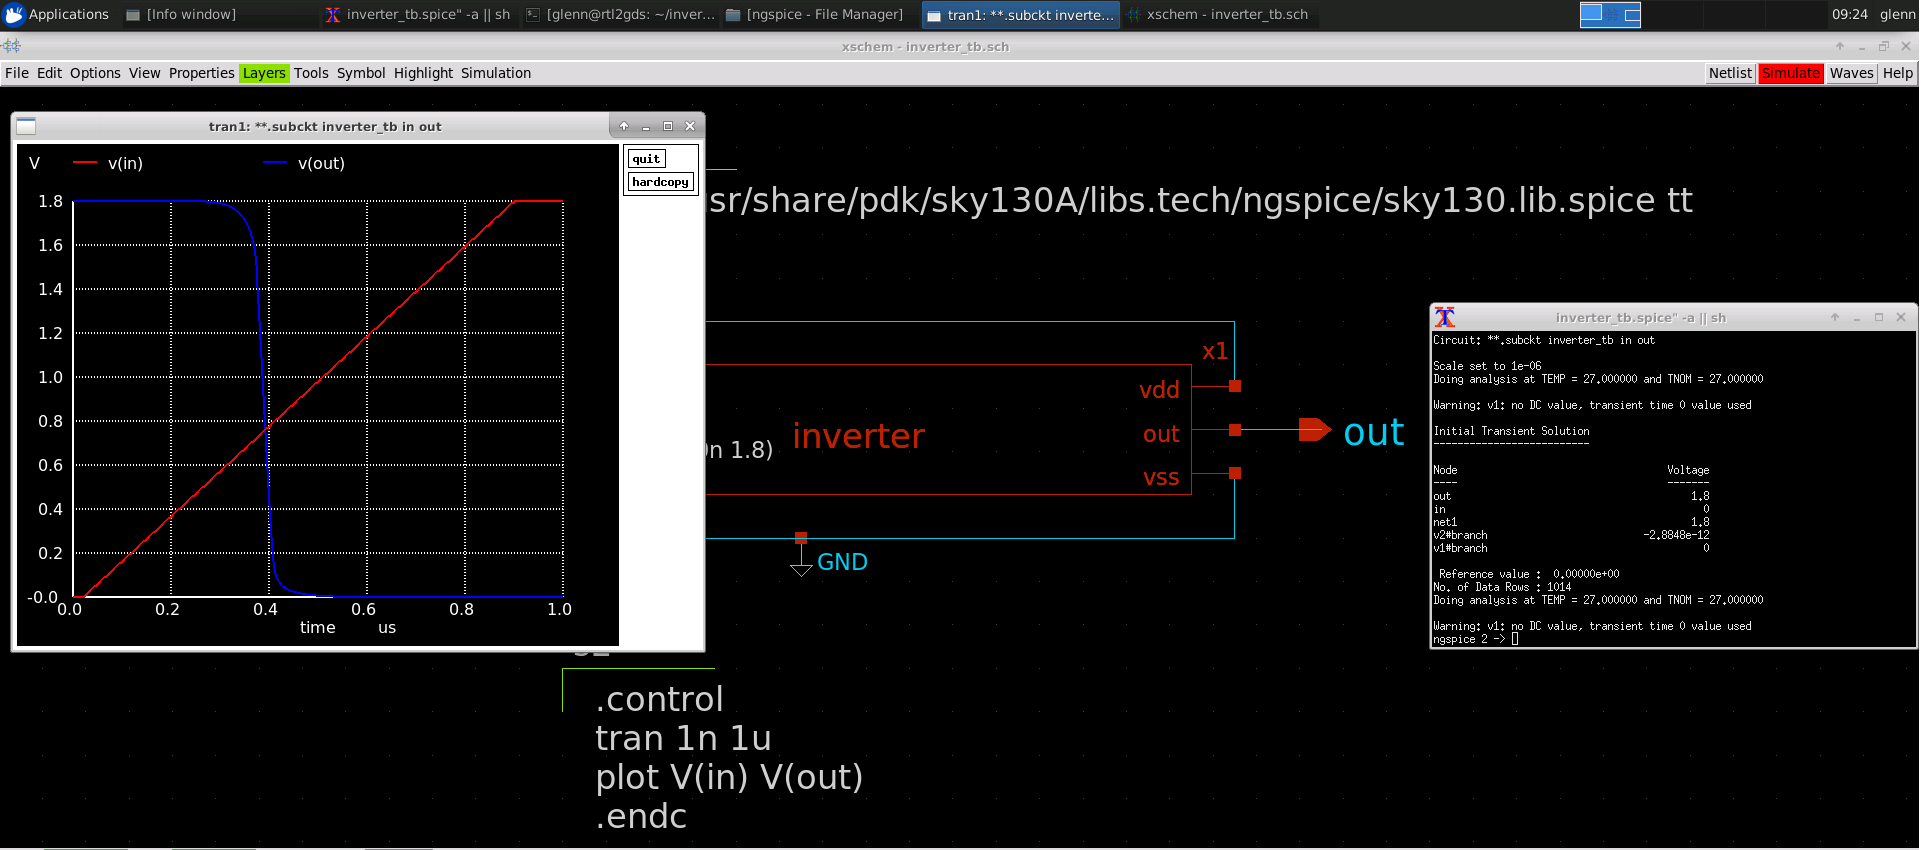 Applications
[Info window]
inverter_tb.spice" -a || sh
[glenn@rtl2gds: ~/inver...
[ngspice - File Manager]
tran1: **.subckt inverte...
xschem - inverter_tb.sch
09:24
glenn
xschem - inverter_tb.sch
File Edit Options View Properties Layers Tools Symbol Highlight Simulation
Netlist Simulate Waves Help
tran1: **.subckt inverter_tb in out
V v(in) v(out)
quit
hardcopy
1.8
1.6
1.4
1.2
1.0
0.8
0.6
0.4
0.2
-0.0
0.0 0.2 0.4 0.6 0.8 1.0
time us
sr/share/pdk/sky130A/libs.tech/ngspice/sky130.lib.spice tt
x1
vdd
inverter
out
vss
n 1.8)
out
GND
.control
tran 1n 1u
plot V(in) V(out)
.endc
inverter_tb.spice" -a || sh
Circuit: **.subckt inverter_tb in out
Scale set to 1e-06
Doing analysis at TEMP = 27.000000 and TNOM = 27.000000
Warning: v1: no DC value, transient time 0 value used
Initial Transient Solution
--------------------------
Node Voltage
---- -------
out 1.8
in 0
net1 1.8
v2#branch -2.8848e-12
v1#branch 0
Reference value : 0.00000e+00
No. of Data Rows : 1014
Doing analysis at TEMP = 27.000000 and TNOM = 27.000000
Warning: v1: no DC value, transient time 0 value used
ngspice 2 ->